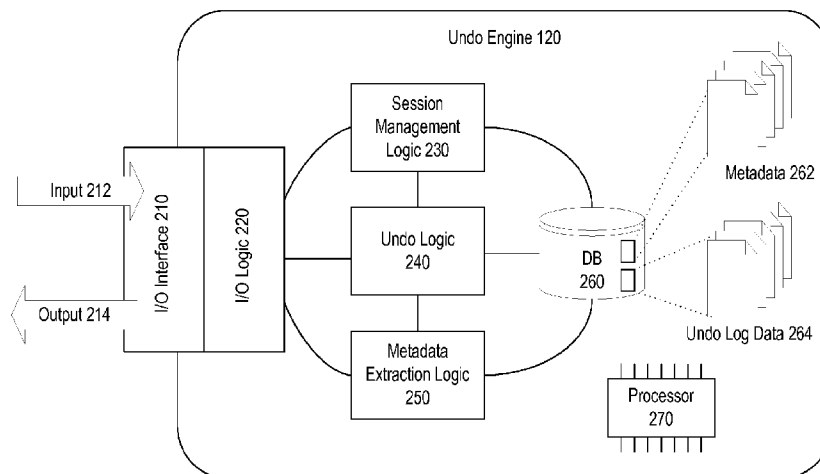 Undo Engine 120
Session
Management
Logic 230
Metadata 262
Input 212
I/O Interface 210
I/O Logic 220
Undo Logic
240
DB
260
Output 214
Undo Log Data 264
Metadata
Extraction Logic
250
Processor
270